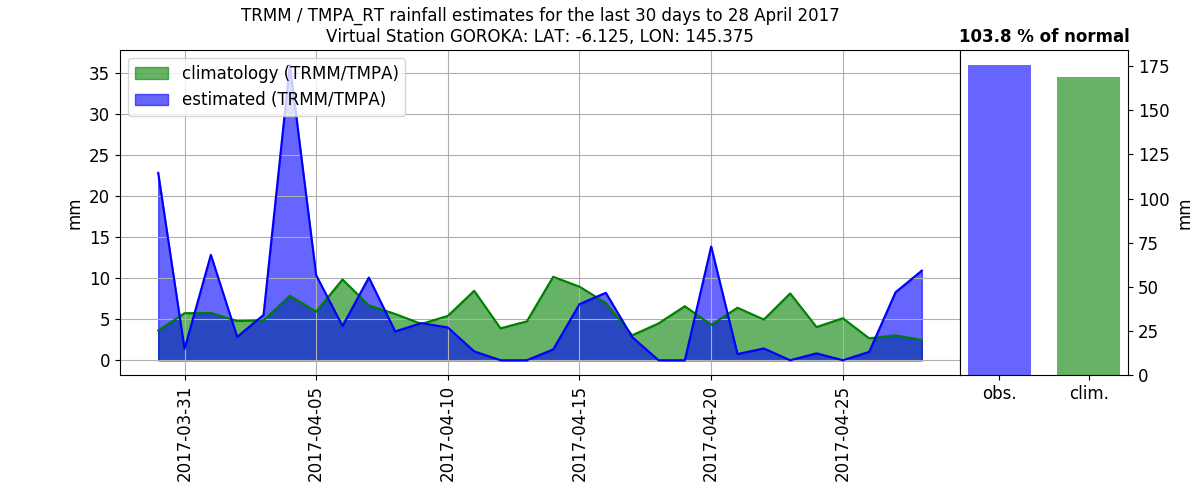 TRMM / TMPA_RT rainfall estimates for the last 30 days to 28 April 2017
Virtual Station GOROKA: LAT: -6.125, LON: 145.375
103.8 % of normal
climatology (TRMM/TMPA)
estimated (TRMM/TMPA)
35
30
25
20
15
10
5
0
mm
2017-03-31
2017-04-05
2017-04-10
2017-04-15
2017-04-20
2017-04-25
175
150
125
100
75
50
25
0
mm
obs.
clim.